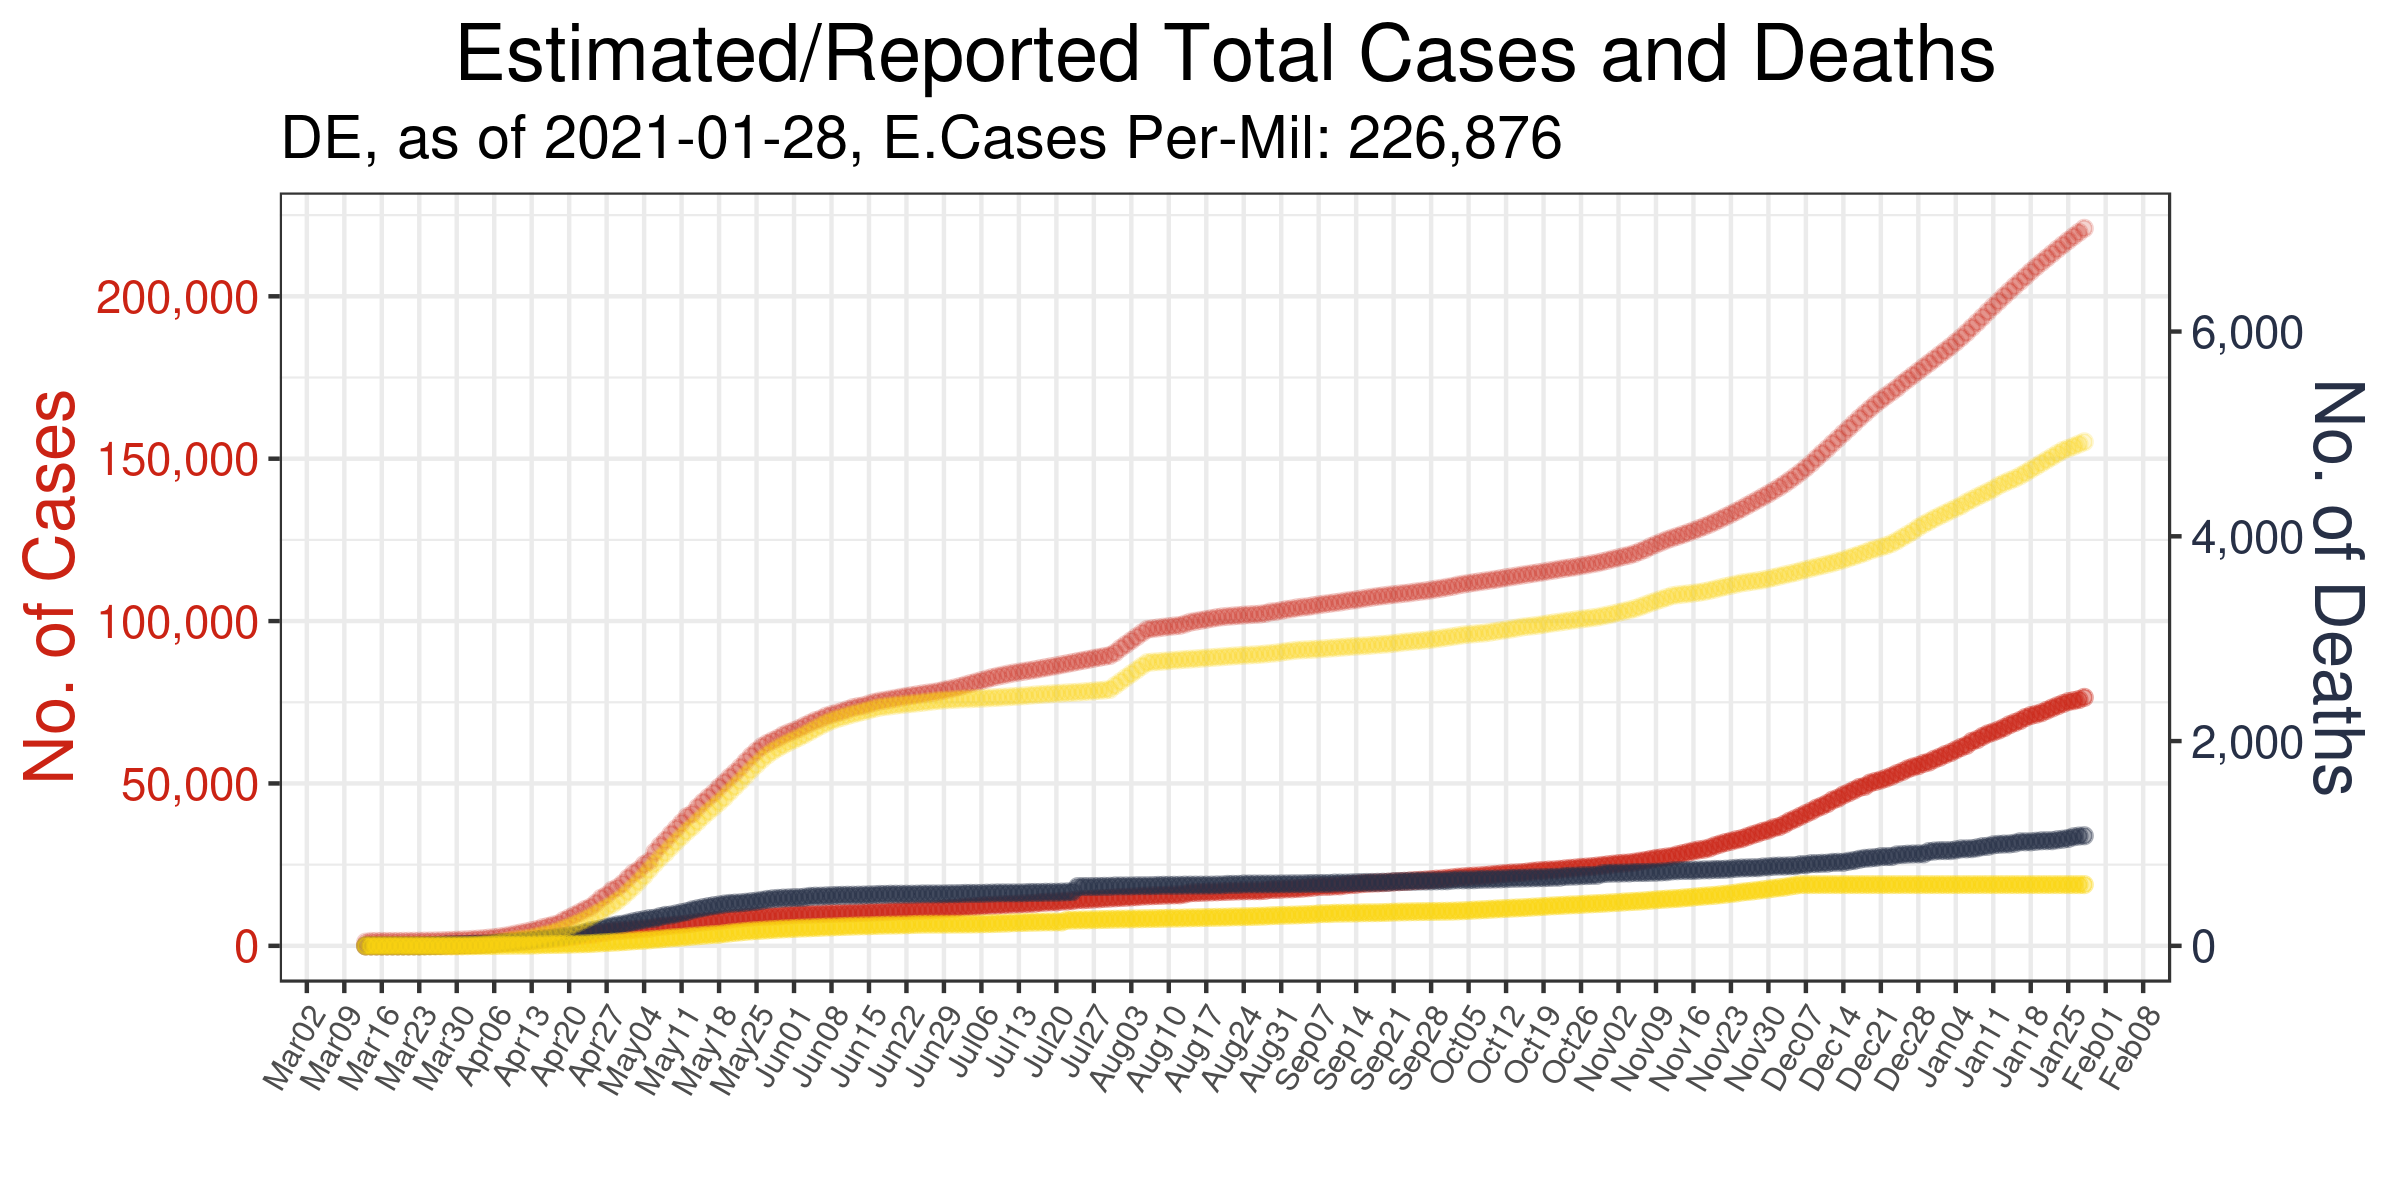 Estimated/Reported Total Cases and Deaths
DE, as of 2021-01-28, E.Cases Per-Mil: 226,876
No. of Cases
200,000
150,000
100,000
50,000
0
6,000
4,000
2,000
0
No. of Deaths
Mar02
Mar09
Mar16
Mar23
Mar30
Apr06
Apr13
Apr20
Apr27
May04
May11
May18
May25
Jun01
Jun08
Jun15
Jun22
Jun29
Jul06
Jul13
Jul20
Jul27
Aug03
Aug10
Aug17
Aug24
Aug31
Sep07
Sep14
Sep21
Sep28
Oct05
Oct12
Oct19
Oct26
Nov02
Nov09
Nov16
Nov23
Nov30
Dec07
Dec14
Dec21
Dec28
Jan04
Jan11
Jan18
Jan25
Feb01
Feb08